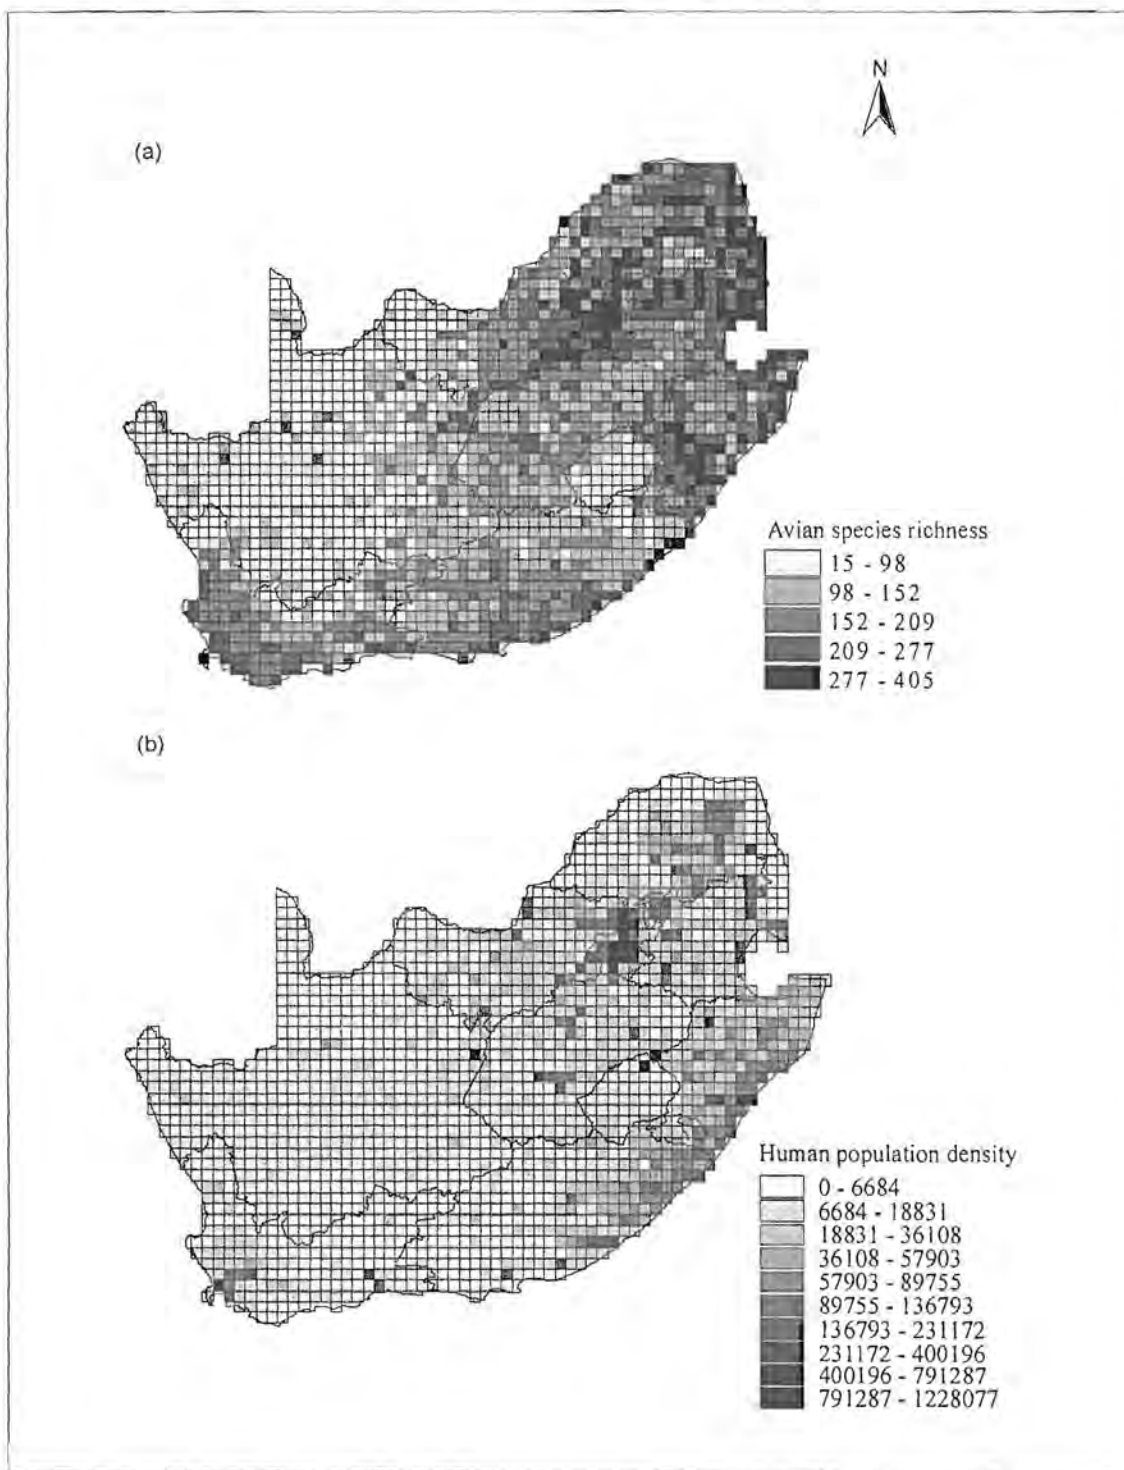 N
(a)
Avian species richness
15 - 98
98 - 152
152 - 209
209 - 277
277 - 405
(b)
Human population density
0 - 6684
6684 - 18831
18831 - 36108
36108 - 57903
57903 - 89755
89755 - 136793
136793 - 231172
231172 - 400196
400196 - 791287
791287 - 1228077